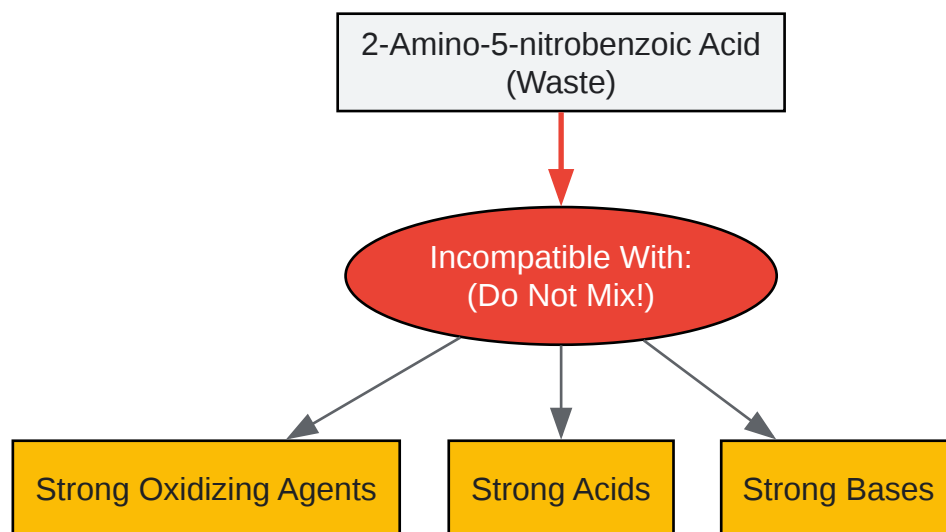 2-Amino-5-nitrobenzoic Acid
(Waste)
Incompatible With:
(Do Not Mix!)
Strong Oxidizing Agents
Strong Acids
Strong Bases